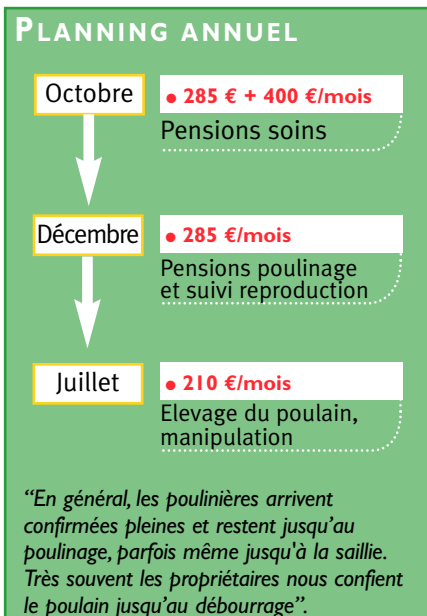 PLANNING ANNUEL
Octobre
• 285 € + 400 €/mois
Pensions soins
Décembre
• 285 €/mois
Pensions poulinage
et suivi reproduction
Juillet
• 210 €/mois
Elevage du poulain,
manipulation
“En général, les poulinières arrivent
confirmées pleines et restent jusqu’au
poulinage, parfois même jusqu'à la saillie.
Très souvent les propriétaires nous confient
le poulain jusqu’au débourrage”.